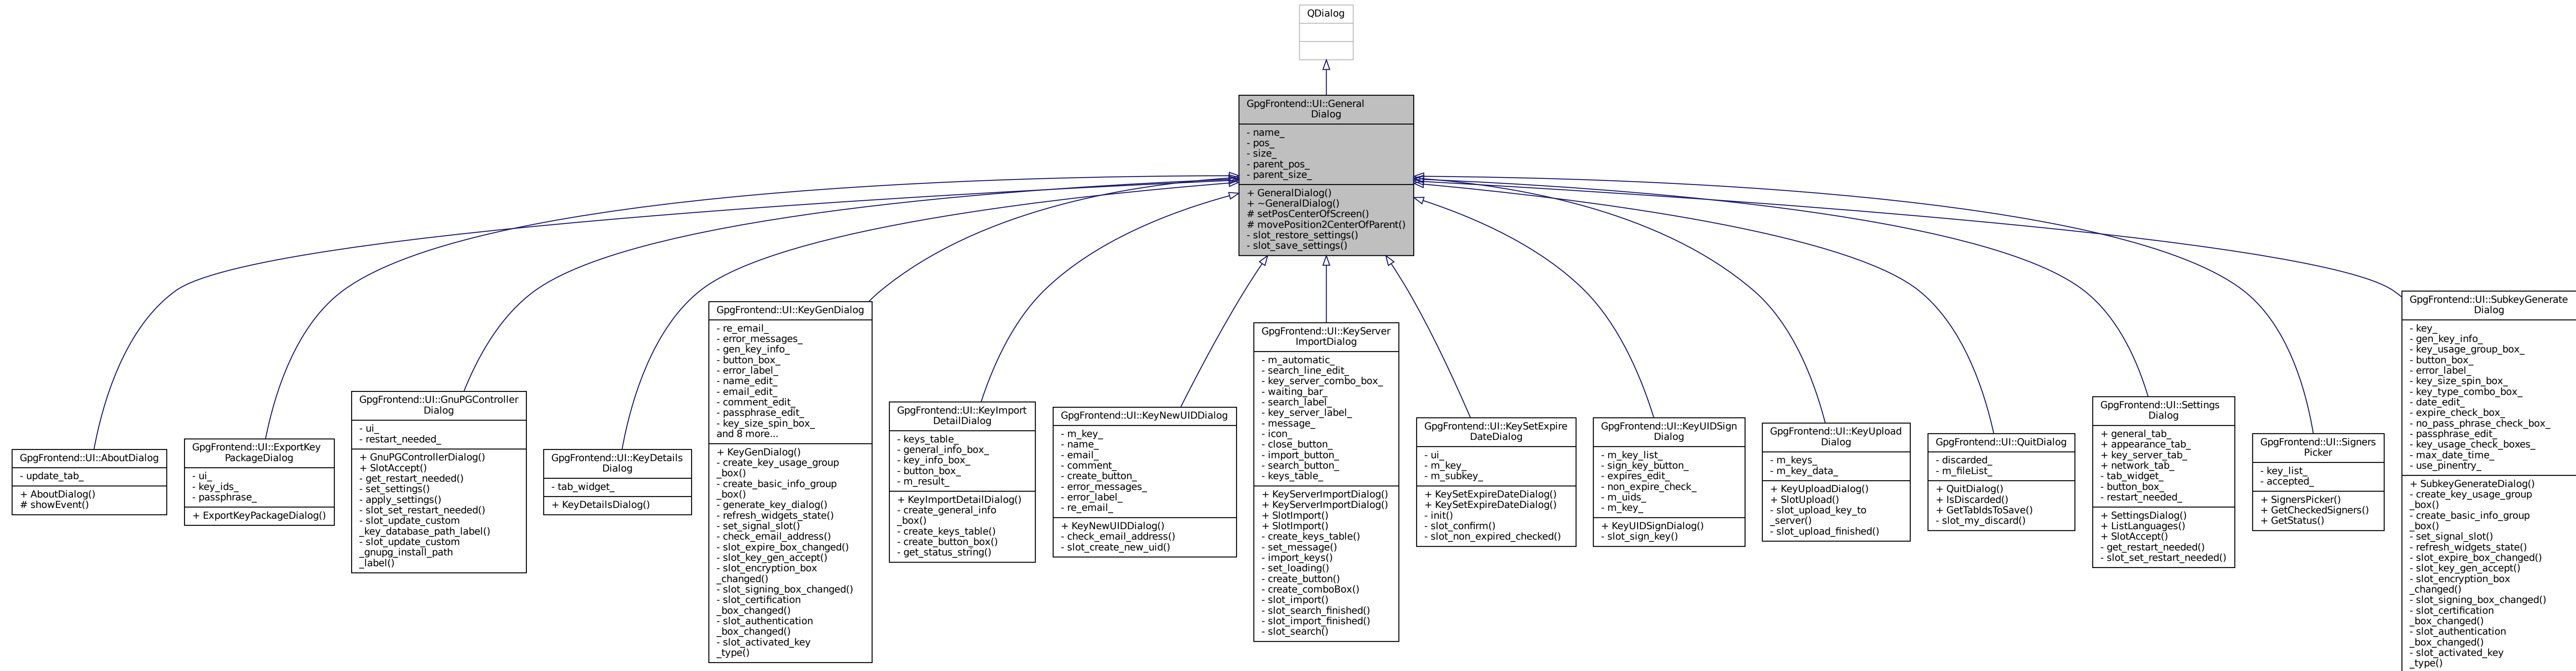 QDialog
GpgFrontend::UI::General
Dialog
- name_
- pos_
- size_
- parent_pos_
- parent_size_
+ GeneralDialog()
+ ~GeneralDialog()
# setPosCenterOfScreen()
# movePosition2CenterOfParent()
- slot_restore_settings()
- slot_save_settings()
GpgFrontend::UI::AboutDialog
- update_tab_
+ AboutDialog()
# showEvent()
GpgFrontend::UI::ExportKey
PackageDialog
- ui_
- key_ids_
- passphrase_
+ ExportKeyPackageDialog()
GpgFrontend::UI::GnuPGController
Dialog
- ui_
- restart_needed_
+ GnuPGControllerDialog()
+ SlotAccept()
- get_restart_needed()
- set_settings()
- apply_settings()
- slot_set_restart_needed()
- slot_update_custom
_key_database_path_label()
- slot_update_custom
_gnupg_install_path
_label()
GpgFrontend::UI::KeyDetails
Dialog
- tab_widget_
+ KeyDetailsDialog()
GpgFrontend::UI::KeyGenDialog
- re_email_
- error_messages_
- gen_key_info_
- button_box_
- error_label_
- name_edit_
- email_edit_
- comment_edit_
- passphrase_edit_
- key_size_spin_box_
and 8 more...
+ KeyGenDialog()
- create_key_usage_group
_box()
- create_basic_info_group
_box()
- generate_key_dialog()
- refresh_widgets_state()
- set_signal_slot()
- check_email_address()
- slot_expire_box_changed()
- slot_key_gen_accept()
- slot_encryption_box
_changed()
- slot_signing_box_changed()
- slot_certification
_box_changed()
- slot_authentication
_box_changed()
- slot_activated_key
_type()
GpgFrontend::UI::KeyImport
DetailDialog
- keys_table_
- general_info_box_
- key_info_box_
- button_box_
- m_result_
+ KeyImportDetailDialog()
- create_general_info
_box()
- create_keys_table()
- create_button_box()
- get_status_string()
GpgFrontend::UI::KeyNewUIDDialog
- m_key_
- name_
- email_
- comment_
- create_button_
- error_messages_
- error_label_
- re_email_
+ KeyNewUIDDialog()
- check_email_address()
- slot_create_new_uid()
GpgFrontend::UI::KeyServer
ImportDialog
- m_automatic_
- search_line_edit_
- key_server_combo_box_
- waiting_bar_
- search_label_
- key_server_label_
- message_
- icon_
- close_button_
- import_button_
- search_button_
- keys_table_
+ KeyServerImportDialog()
+ KeyServerImportDialog()
+ SlotImport()
+ SlotImport()
- create_keys_table()
- set_message()
- import_keys()
- set_loading()
- create_button()
- create_comboBox()
- slot_import()
- slot_search_finished()
- slot_import_finished()
- slot_search()
GpgFrontend::UI::KeySetExpire
DateDialog
- ui_
- m_key_
- m_subkey_
+ KeySetExpireDateDialog()
+ KeySetExpireDateDialog()
- init()
- slot_confirm()
- slot_non_expired_checked()
GpgFrontend::UI::KeyUIDSign
Dialog
- m_key_list_
- sign_key_button_
- expires_edit_
- non_expire_check_
- m_uids_
- m_key_
+ KeyUIDSignDialog()
- slot_sign_key()
GpgFrontend::UI::KeyUpload
Dialog
- m_keys_
- m_key_data_
+ KeyUploadDialog()
+ SlotUpload()
- slot_upload_key_to
_server()
- slot_upload_finished()
GpgFrontend::UI::QuitDialog
- discarded_
- m_fileList_
+ QuitDialog()
+ IsDiscarded()
+ GetTabIdsToSave()
- slot_my_discard()
GpgFrontend::UI::Settings
Dialog
+ general_tab_
+ appearance_tab_
+ key_server_tab_
+ network_tab_
- tab_widget_
- button_box_
- restart_needed_
+ SettingsDialog()
+ ListLanguages()
+ SlotAccept()
- get_restart_needed()
- slot_set_restart_needed()
GpgFrontend::UI::Signers
Picker
- key_list_
- accepted_
+ SignersPicker()
+ GetCheckedSigners()
+ GetStatus()
GpgFrontend::UI::SubkeyGenerate
Dialog
- key_
- gen_key_info_
- key_usage_group_box_
- button_box_
- error_label_
- key_size_spin_box_
- key_type_combo_box_
- date_edit_
- expire_check_box_
- no_pass_phrase_check_box_
- passphrase_edit_
- key_usage_check_boxes_
- max_date_time_
- use_pinentry_
+ SubkeyGenerateDialog()
- create_key_usage_group
_box()
- create_basic_info_group
_box()
- set_signal_slot()
- refresh_widgets_state()
- slot_expire_box_changed()
- slot_key_gen_accept()
- slot_encryption_box
_changed()
- slot_signing_box_changed()
- slot_certification
_box_changed()
- slot_authentication
_box_changed()
- slot_activated_key
_type()